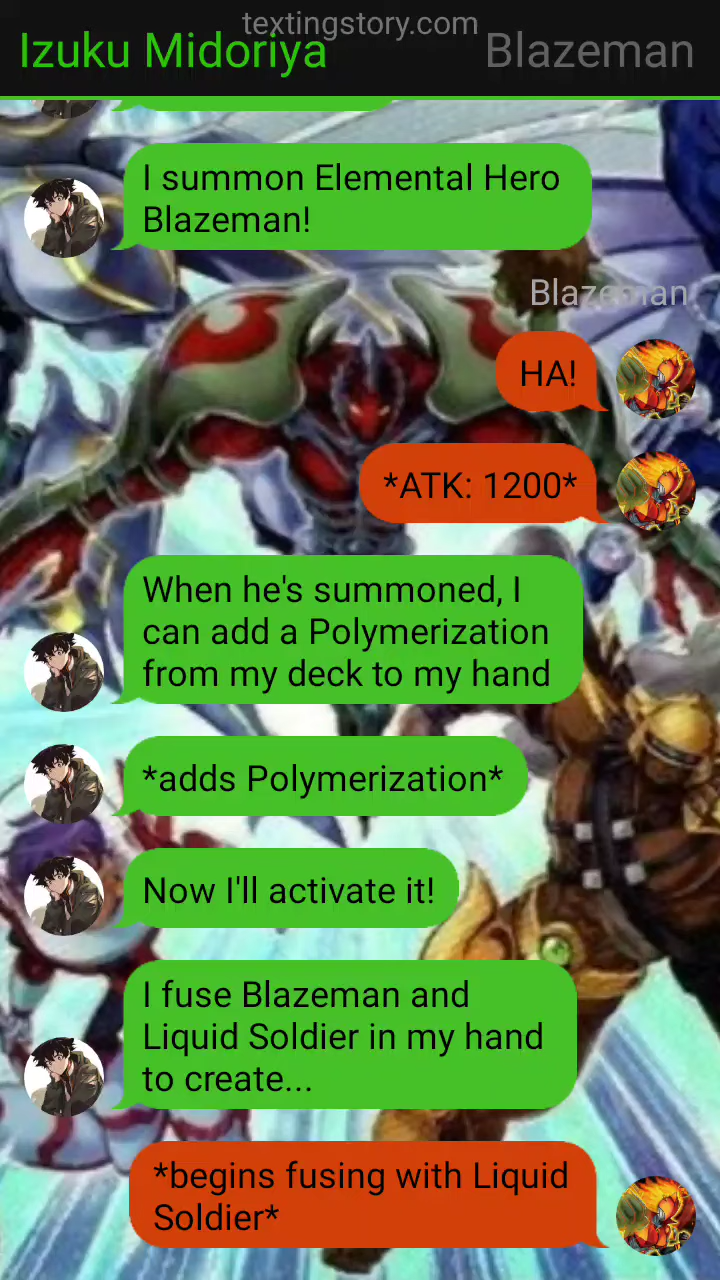 textingstory.com
Izuku Midoriya
Blazeman
I summon Elemental Hero
Blazeman!
Blazeman
HA!
*ATK: 1200*
When he's summoned, I
can add a Polymerization
from my deck to my hand
*adds Polymerization*
Now I'll activate it!
I fuse Blazeman and
Liquid Soldier in my hand
to create...
*begins fusing with Liquid
Soldier*